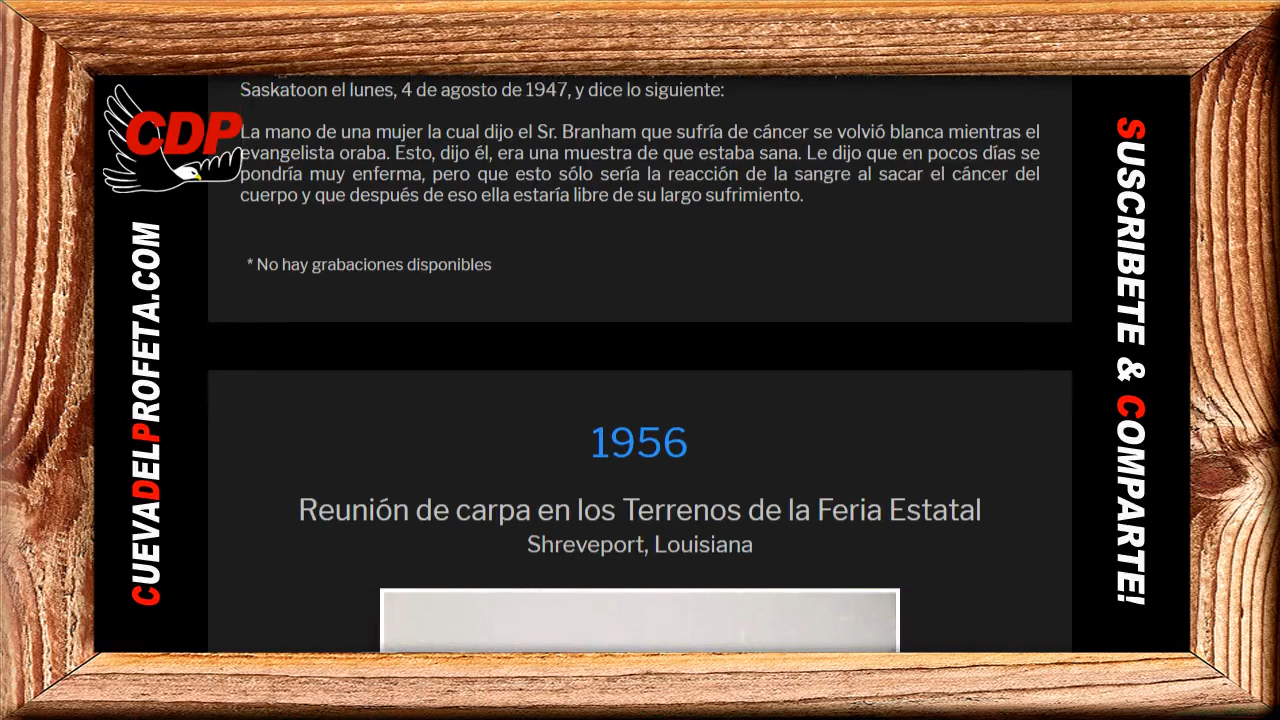 Saskatoon el lunes, 4 de agosto de 1947, y dice lo siguiente:
CDP
La mano de una mujer la cual dijo el Sr. Branham que sufría de cáncer se volvió blanca mientras el
evangelista oraba. Esto, dijo él, era una muestra de que estaba sana. Le dijo que en pocos días se
pondría muy enferma, pero que esto sólo sería la reacción de la sangre al sacar el cáncer del
cuerpo y que después de eso ella estaría libre de su largo sufrimiento.
* No hay grabaciones disponibles
CUEVADELPROFETA.COM
SUSCRIBETE & COMPARTE!
1956
Reunión de carpa en los Terrenos de la Feria Estatal
Shreveport, Louisiana